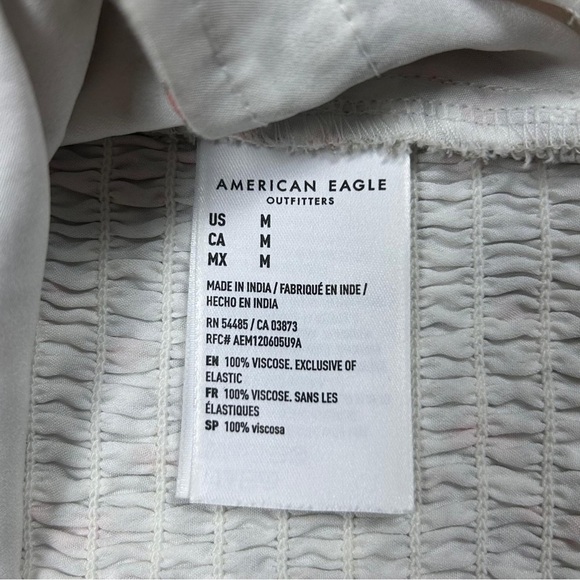 AMERICAN EAGLE
OUTFITTERS
US M
CA M
MX M
MADE IN INDIA / FABRIQUÉ EN INDE /
HECHO EN INDIA
RN 54485 / CA 03873
RFC# AEM120605U9A
EN 100% VISCOSE. EXCLUSIVE OF
ELASTIC
FR 100% VISCOSE. SANS LES
ÉLASTIQUES
SP 100% viscosa